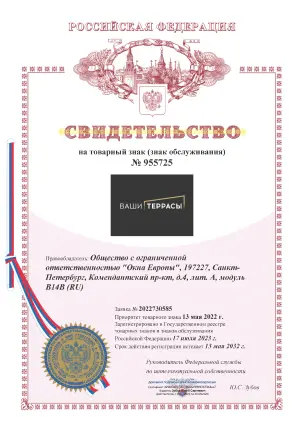 РОССИЙСКАЯ ФЕДЕРАЦИЯ
СВИДЕТЕЛЬСТВО
на товарный знак (знак обслуживания)
№ 955725
ВАШИ ТЕРРАСЫ
Правообладатель: Общество с ограниченной
ответственностью "Окна Европы", 197227, Санкт-
Петербург, Комендантский пр-кт, д.4, лит. А, модуль
В14В (RU)
Заявка № 2022730585
Приоритет товарного знака 13 мая 2022 г.
Зарегистрировано в Государственном реестре
товарных знаков и знаков обслуживания
Российской Федерации 17 июля 2023 г.
Срок действия регистрации истекает 13 мая 2032 г.
Руководитель Федеральной службы
по интеллектуальной собственности
Ю.С. Зубов